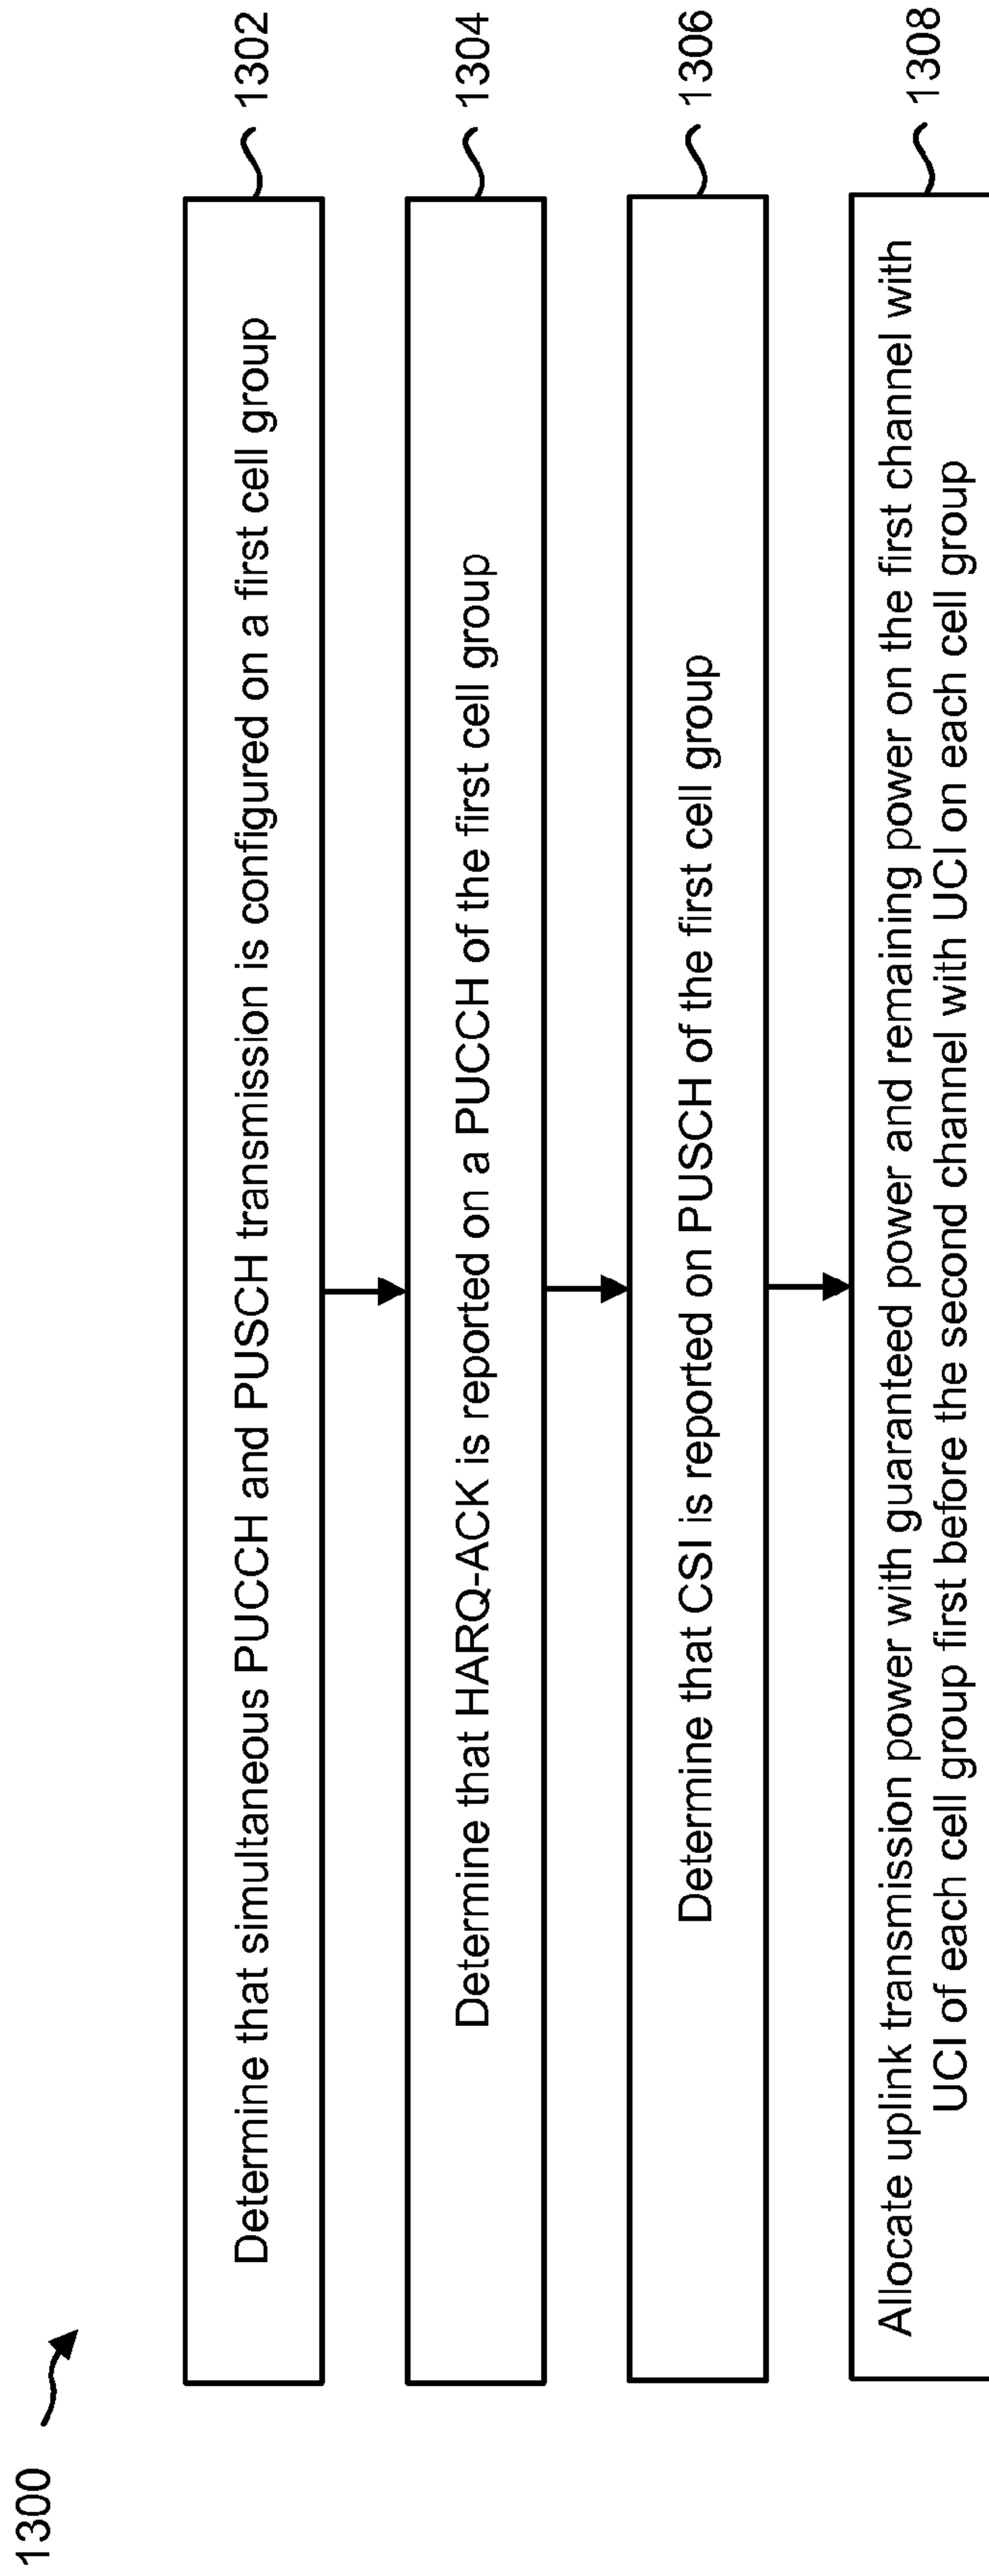 1300
Determine that simultaneous PUCCH and PUSCH transmission is configured on a first cell group
1302
Determine that HARQ-ACK is reported on a PUCCH of the first cell group
1304
Determine that CSI is reported on PUSCH of the first cell group
1306
Allocate uplink transmission power with guaranteed power and remaining power on the first channel with
UCI of each cell group first before the second channel with UCI on each cell group
1308